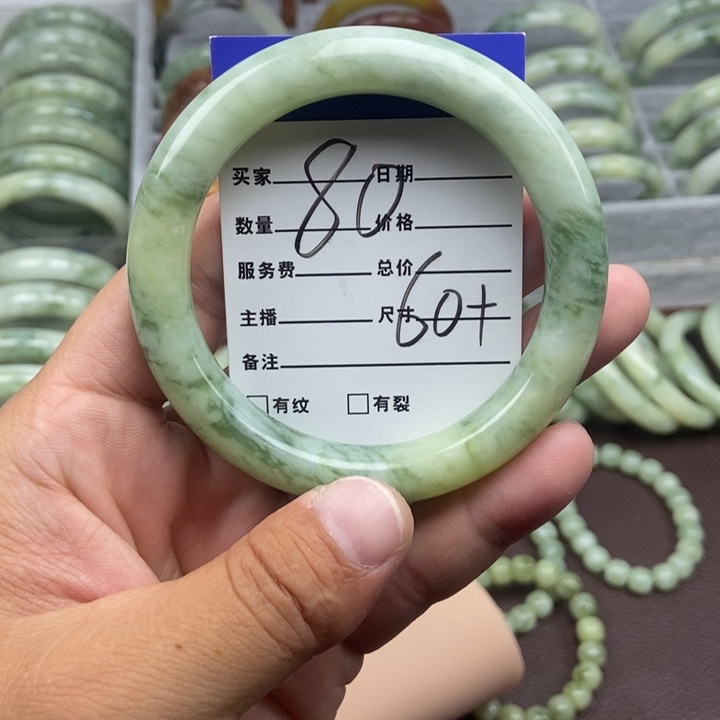 买家 80 日期
数量 价格
服务费 总价
主播 尺寸 60+
备注
有纹 有裂